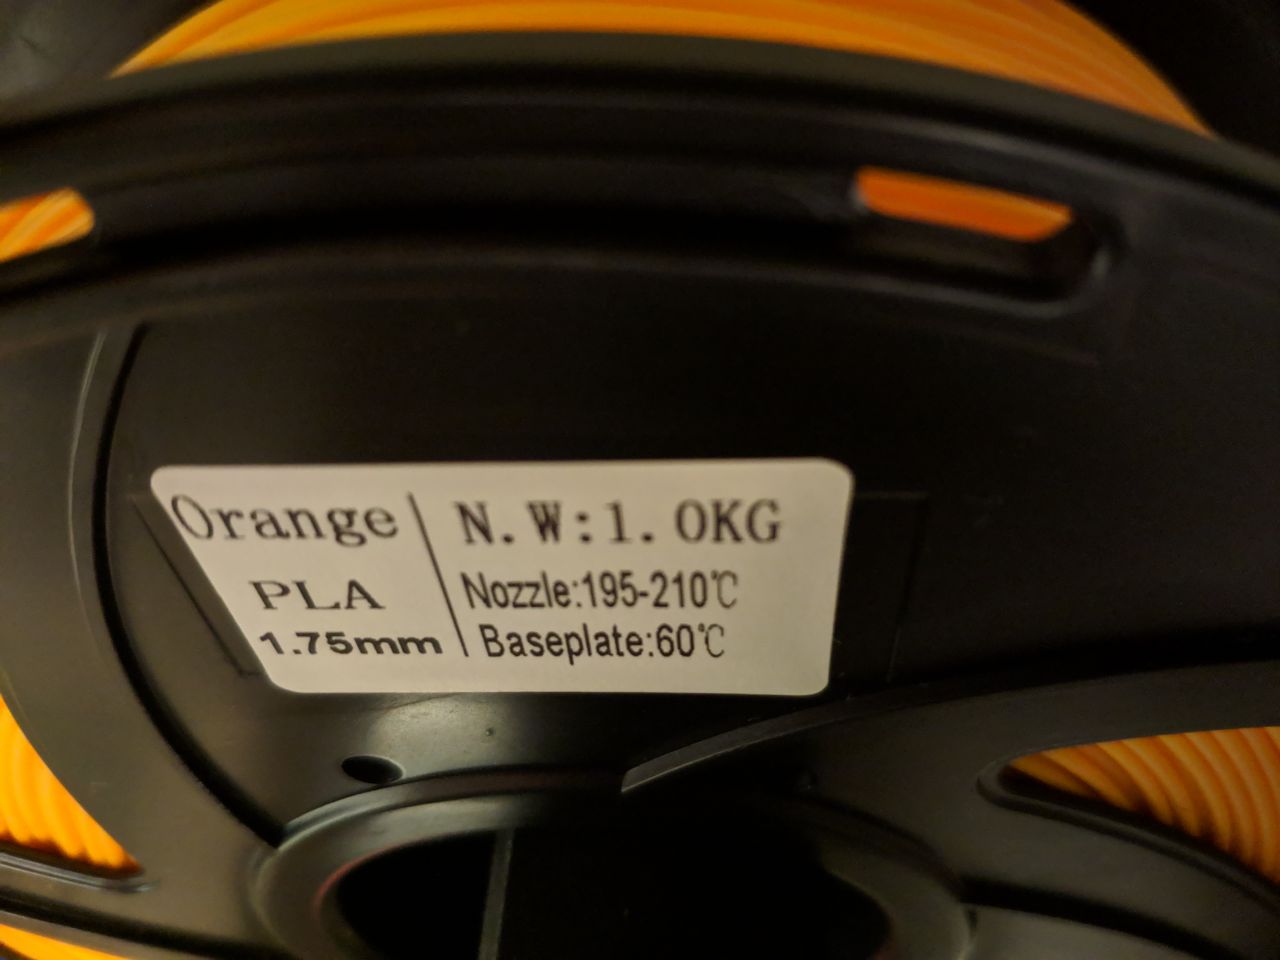 Orange
PLA
1.75mm
N.W:1.0KG
Nozzle:195-210℃
Baseplate:60℃